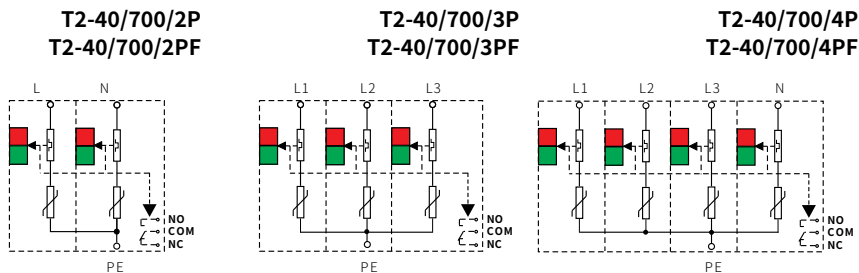 T2-40/700/2P
T2-40/700/2PF
L N
NO
COM
NC
PE
T2-40/700/3P
T2-40/700/3PF
L1 L2 L3
NO
COM
NC
PE
T2-40/700/4P
T2-40/700/4PF
L1 L2 L3 N
NO
COM
NC
PE